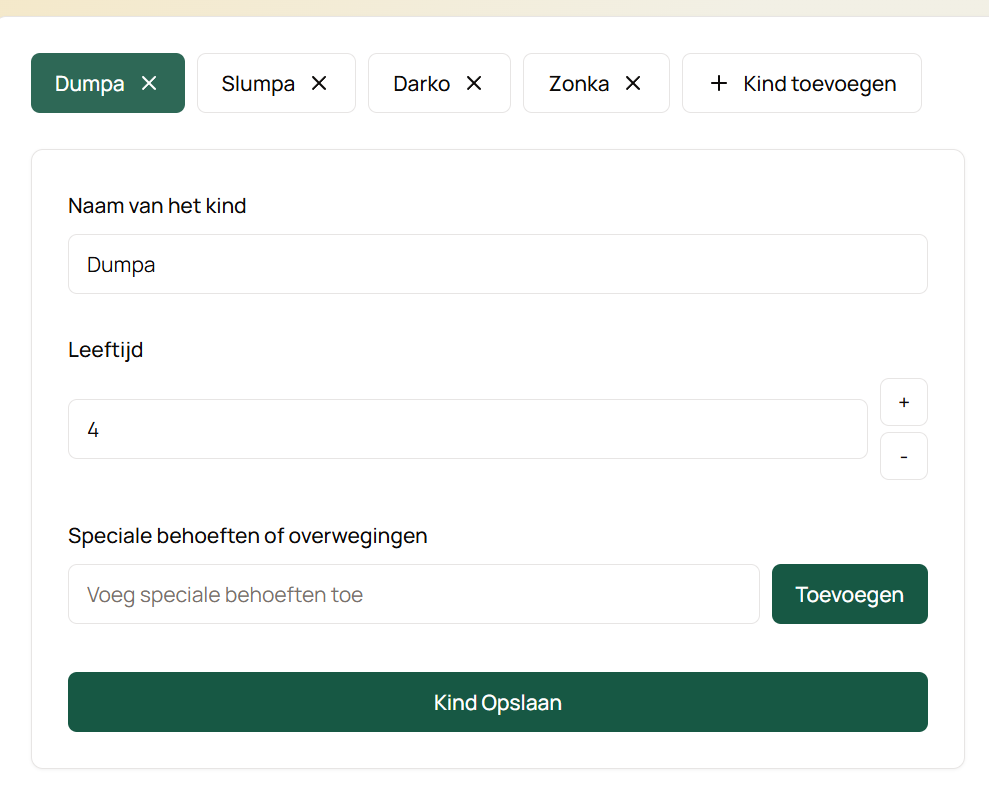 Dumpa
Slumpa
Darko
Zonka
+ Kind toevoegen
Naam van het kind
Dumpa
Leeftijd
4
+
-
Speciale behoeften of overwegingen
Voeg speciale behoeften toe
Toevoegen
Kind Opslaan